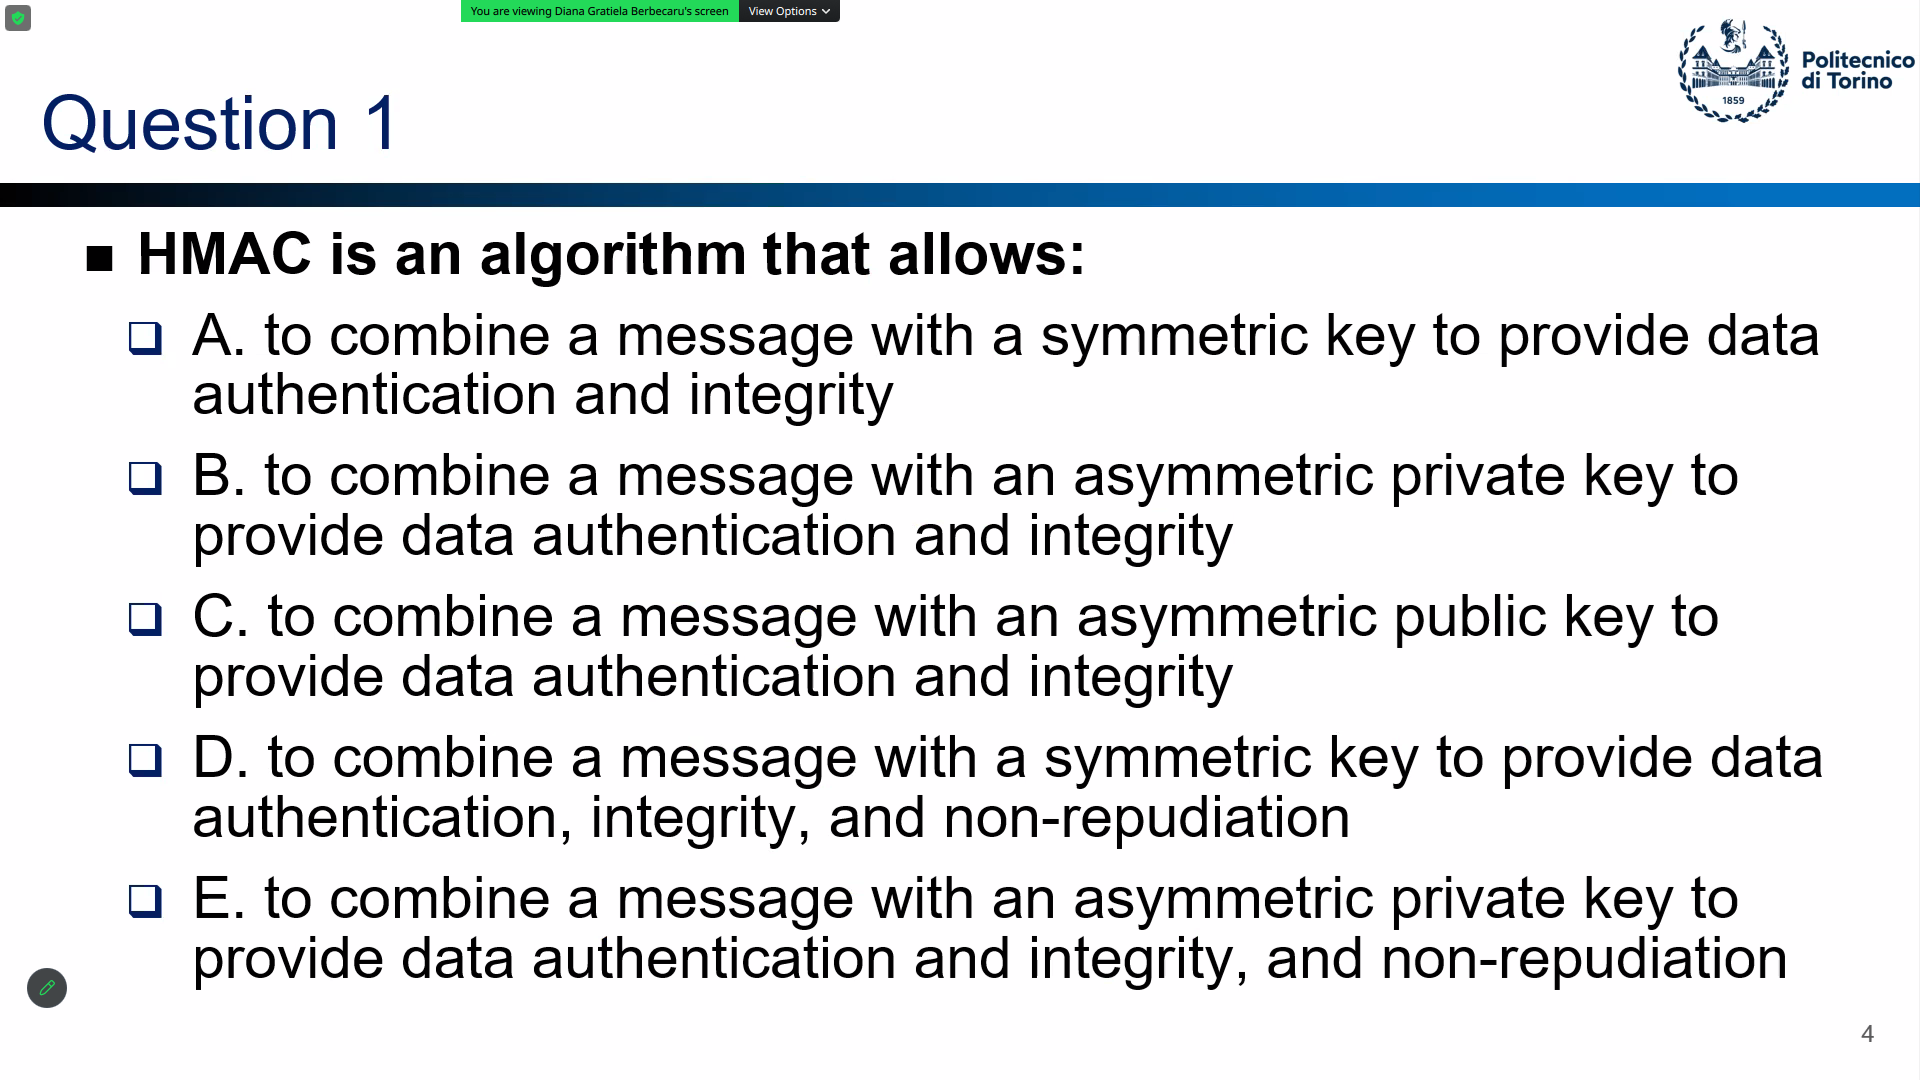 You are viewing Diana Gratiela Berbecaru's screen View Options
Politecnico
di Torino
1859
Question 1
HMAC is an algorithm that allows:
A. to combine a message with a symmetric key to provide data
authentication and integrity
B. to combine a message with an asymmetric private key to
provide data authentication and integrity
C. to combine a message with an asymmetric public key to
provide data authentication and integrity
D. to combine a message with a symmetric key to provide data
authentication, integrity, and non-repudiation
E. to combine a message with an asymmetric private key to
provide data authentication and integrity, and non-repudiation
4